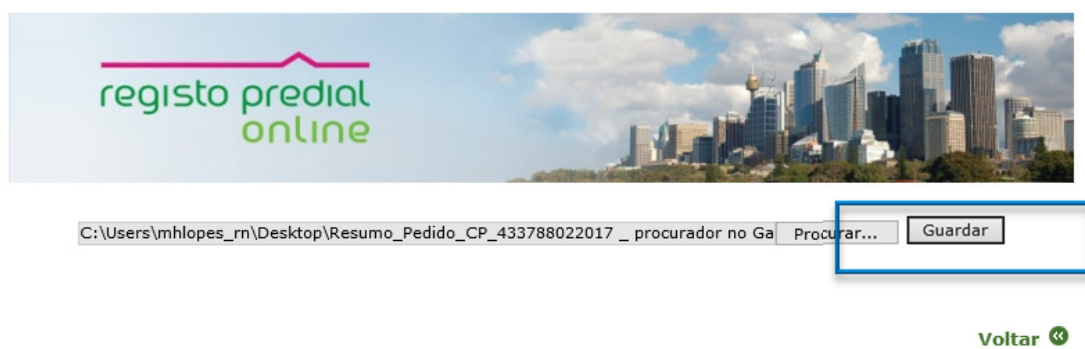 registo predial
online
C:\Users\mhlopes_rn\Desktop\Resumo_Pedido_CP_433788022017 _ procurador no Ga Procurar... Guardar
Voltar